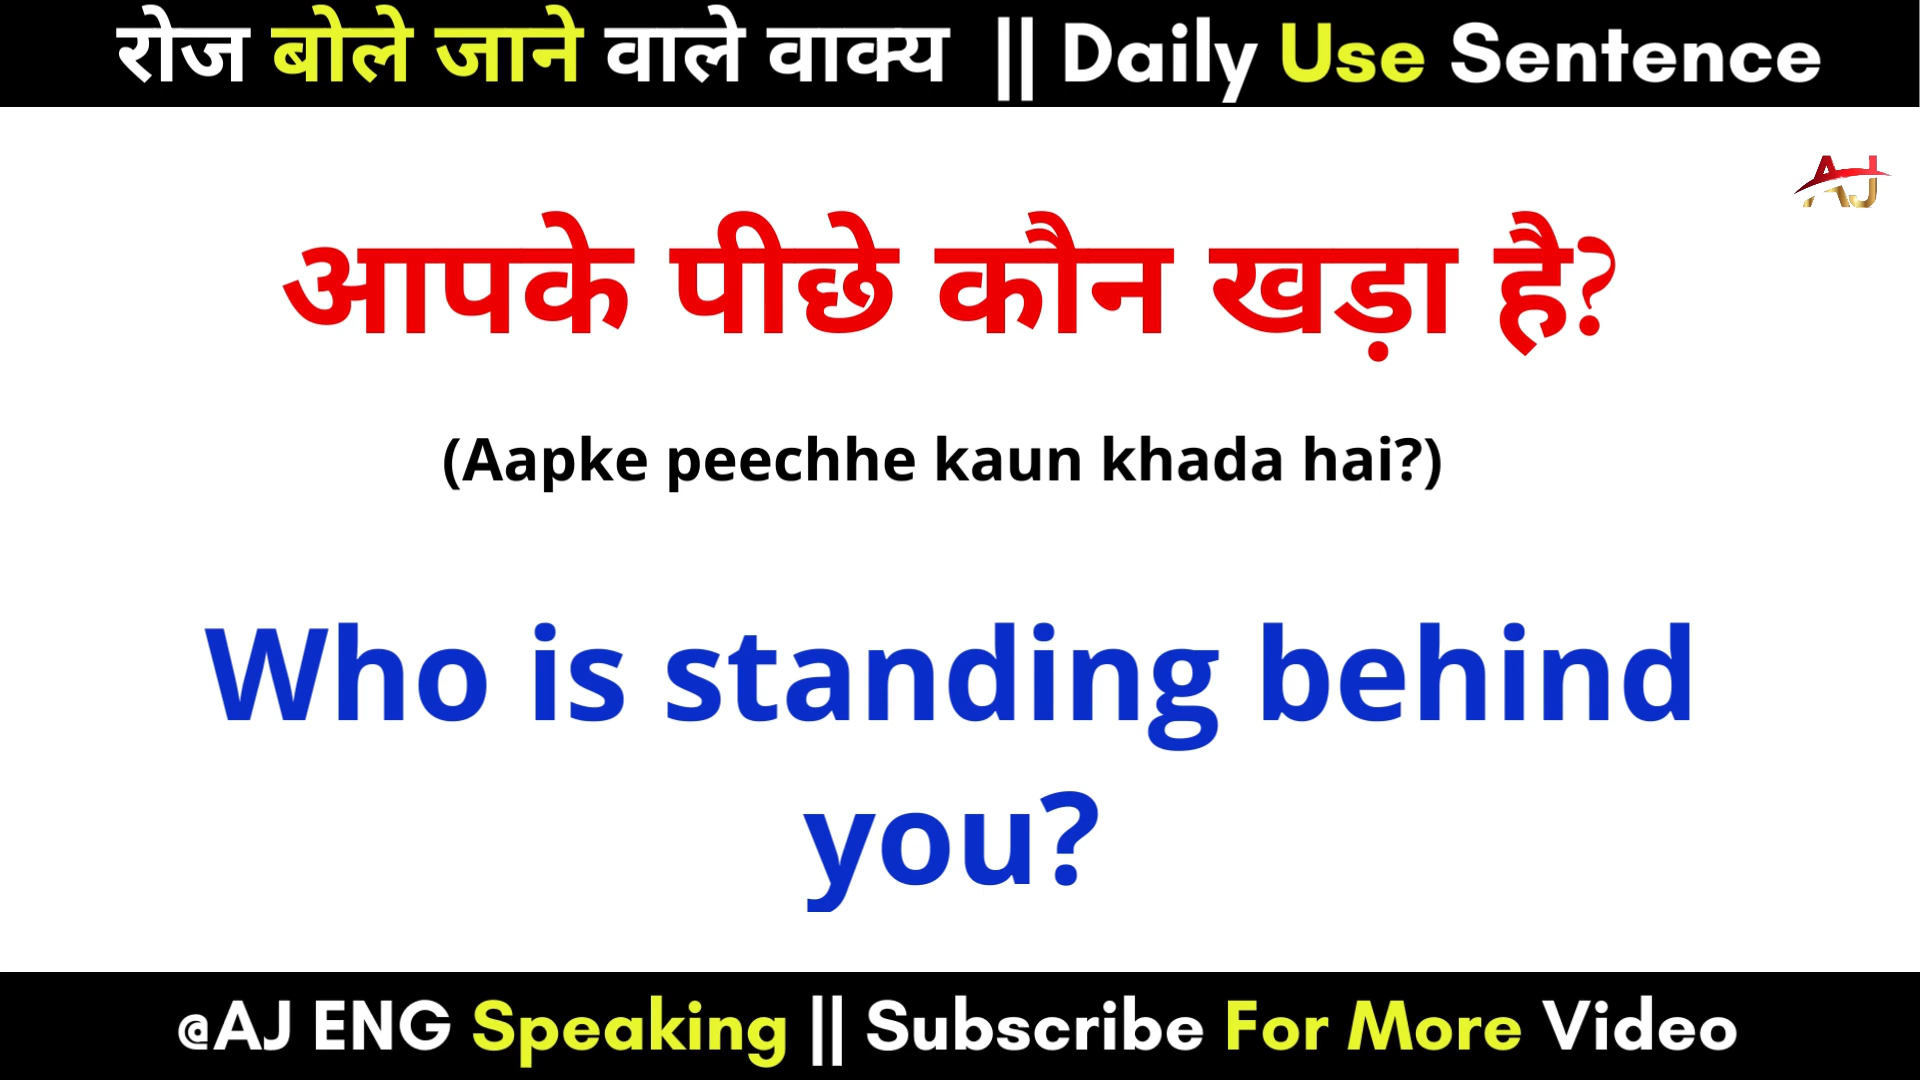 रोज बोले जाने वाले वाक्य || Daily Use Sentence
AJ
आपके पीछे कौन खड़ा है?
(Aapke peechhe kaun khada hai?)
Who is standing behind
you?
@AJ ENG Speaking || Subscribe For More Video